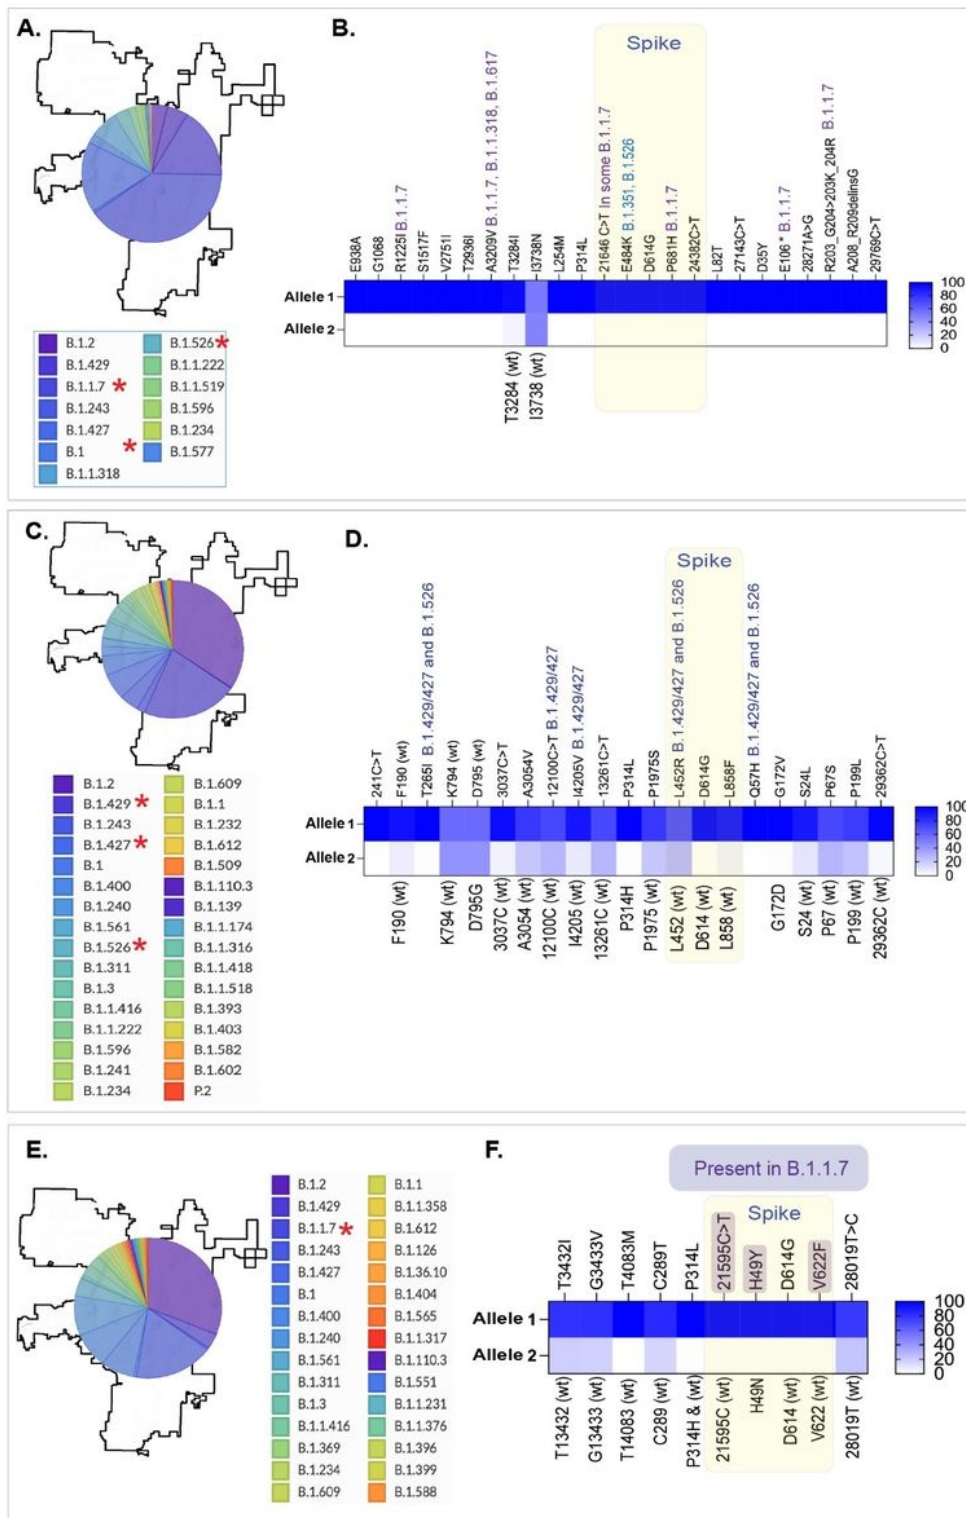 A.
B.
Spike
E938A
G1068
R1225I B.1.1.7
S1517F
V2751I
T2936I
A3209V B.1.1.7, B.1.1.318, B.1.617
T3284I
I3738N
L254M
P314L
21646 C>T In some B.1.1.7
E484K B.1.351, B.1.526
D614G
P681H B.1.1.7
24382C>T
L82T
27143C>T
D35Y
E106* B.1.1.7
28271A>G
R203_G204>203K_204R B.1.1.7
A208_R209delinsG
29769C>T
Allele 1
Allele 2
100
80
60
40
20
0
T3284 (wt)
I3738 (wt)
B.1.2
B.1.429
B.1.1.7 *
B.1.243
B.1.427
B.1 *
B.1.1.318
B.1.526 *
B.1.1.222
B.1.1.519
B.1.596
B.1.234
B.1.577
C.
D.
Spike
241C>T
F190 (wt)
T265I B.1.429/427 and B.1.526
K794 (wt)
D795 (wt)
3037C>T
A3054V
12100C>T B.1.429/427
I4205V B.1.429/427
13261C>T
P314L
P1975S
L452R B.1.429/427 and B.1.526
D614G
L858F
Q57H B.1.429/427 and B.1.526
G172V
S24L
P67S
P199L
29362C>T
Allele 1
Allele 2
100
80
60
40
20
0
F190 (wt)
K794 (wt)
D795G
3037C (wt)
A3054 (wt)
12100C (wt)
I4205 (wt)
13261C (wt)
P314H
P1975 (wt)
L452 (wt)
D614 (wt)
L858 (wt)
G172D
S24 (wt)
P67 (wt)
P199 (wt)
29362C (wt)
B.1.2
B.1.429 *
B.1.243
B.1.427 *
B.1
B.1.400
B.1.240
B.1.561
B.1.526 *
B.1.311
B.1.3
B.1.1.416
B.1.1.222
B.1.596
B.1.241
B.1.234
B.1.609
B.1.1
B.1.232
B.1.612
B.1.509
B.1.110.3
B.1.139
B.1.1.174
B.1.1.316
B.1.1.418
B.1.1.518
B.1.393
B.1.403
B.1.582
B.1.602
P.2
E.
B.1.2
B.1.429
B.1.1.7 *
B.1.243
B.1.427
B.1
B.1.400
B.1.240
B.1.561
B.1.311
B.1.3
B.1.1.416
B.1.369
B.1.234
B.1.609
B.1.1
B.1.1.358
B.1.612
B.1.126
B.1.36.10
B.1.404
B.1.565
B.1.1.317
B.1.110.3
B.1.551
B.1.1.231
B.1.1.376
B.1.396
B.1.399
B.1.588
F.
Present in B.1.1.7
Spike
T3432I
G3433V
T4083M
C289T
P314L
21595C>T
H49Y
D614G
V622F
28019T>C
Allele 1
Allele 2
100
80
60
40
20
0
T13432 (wt)
G13433 (wt)
T14083 (wt)
C289 (wt)
P314H & (wt)
21595C (wt)
H49N
D614 (wt)
V622 (wt)
28019T (wt)